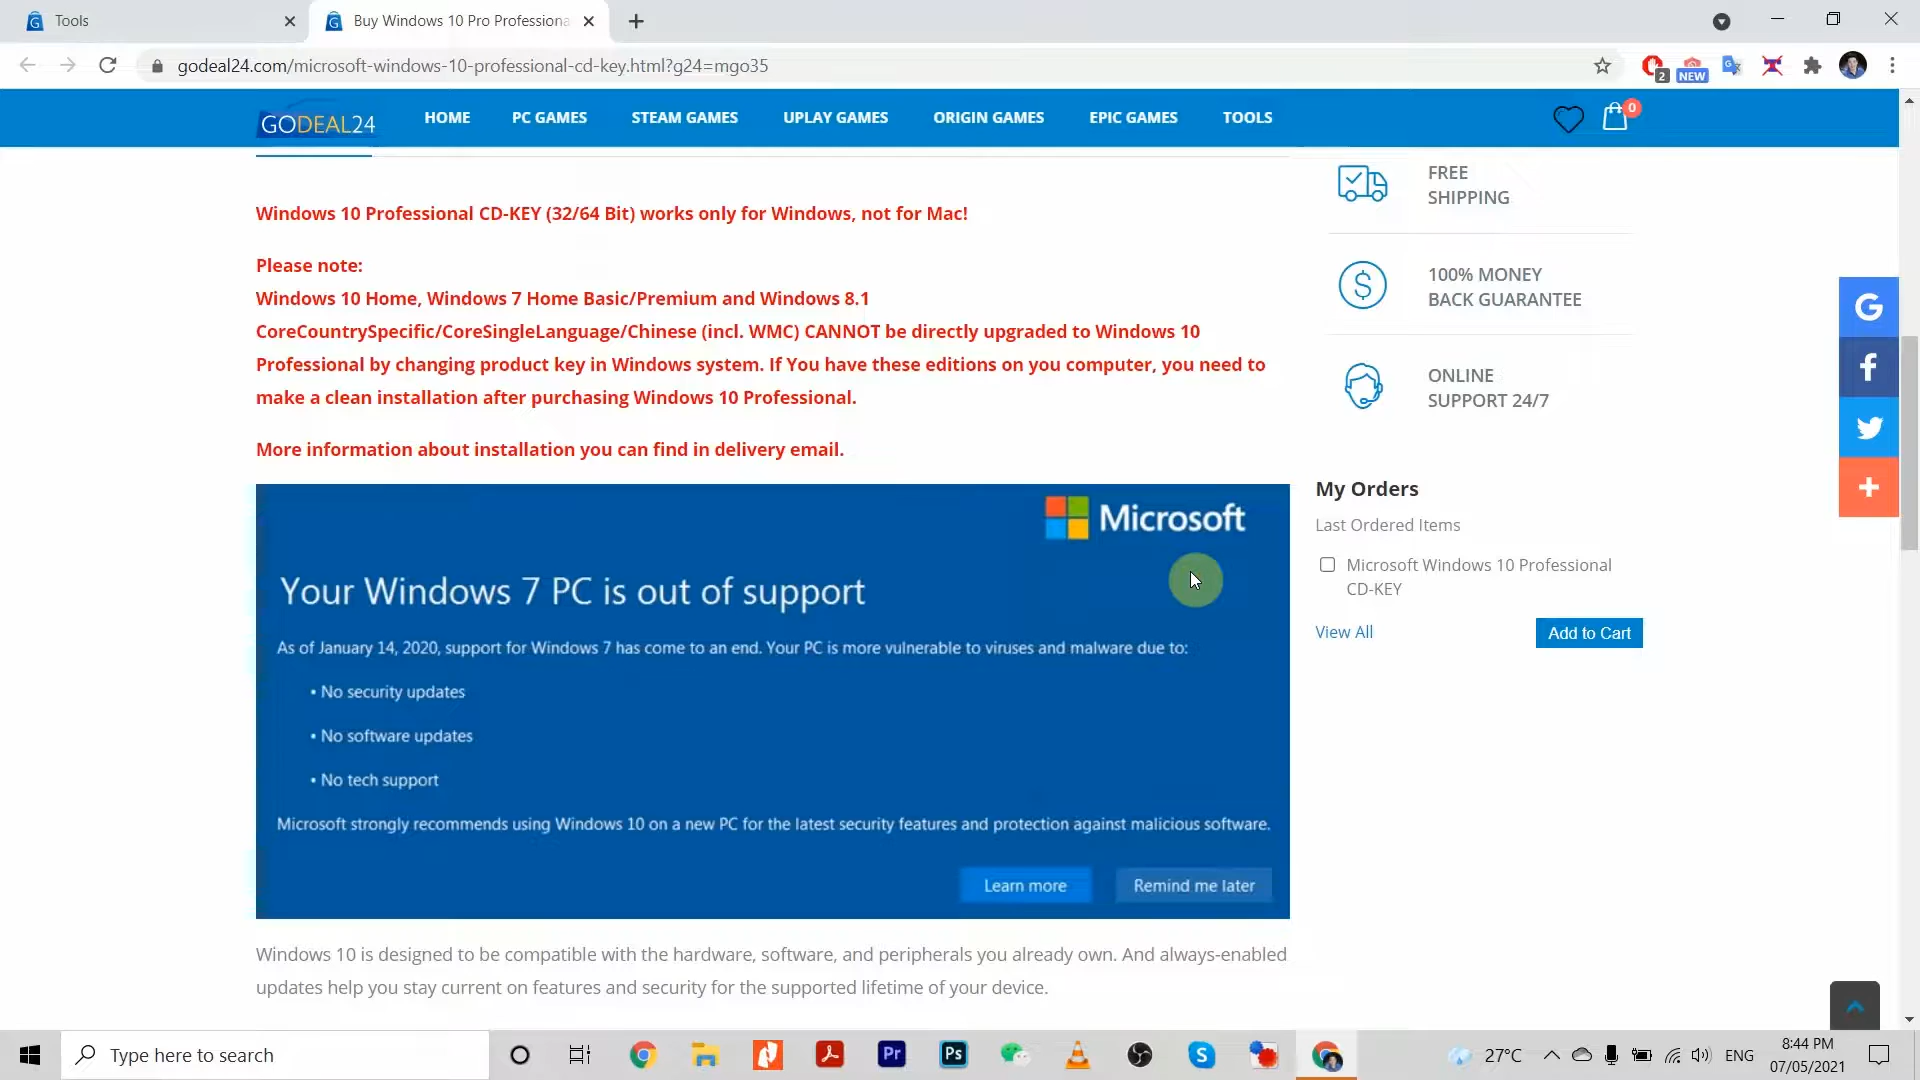 Tools
Buy Windows 10 Pro Professiona
godeal24.com/microsoft-windows-10-professional-cd-key.html?g24=mgo35
2
NEW
GODEAL24
HOME
PC GAMES
STEAM GAMES
UPLAY GAMES
ORIGIN GAMES
EPIC GAMES
TOOLS
0
Windows 10 Professional CD-KEY (32/64 Bit) works only for Windows, not for Mac!
Please note:
Windows 10 Home, Windows 7 Home Basic/Premium and Windows 8.1
CoreCountrySpecific/CoreSingleLanguage/Chinese (incl. WMC) CANNOT be directly upgraded to Windows 10
Professional by changing product key in Windows system. If You have these editions on you computer, you need to
make a clean installation after purchasing Windows 10 Professional.
More information about installation you can find in delivery email.
Microsoft
Your Windows 7 PC is out of support
As of January 14, 2020, support for Windows 7 has come to an end. Your PC is more vulnerable to viruses and malware due to:
• No security updates
• No software updates
• No tech support
Microsoft strongly recommends using Windows 10 on a new PC for the latest security features and protection against malicious software.
Learn more
Remind me later
Windows 10 is designed to be compatible with the hardware, software, and peripherals you already own. And always-enabled
updates help you stay current on features and security for the supported lifetime of your device.
FREE
SHIPPING
100% MONEY
BACK GUARANTEE
ONLINE
SUPPORT 24/7
My Orders
Last Ordered Items
Microsoft Windows 10 Professional
CD-KEY
View All
Add to Cart
Type here to search
Pr
Ps
27°C
ENG
8:44 PM
07/05/2021